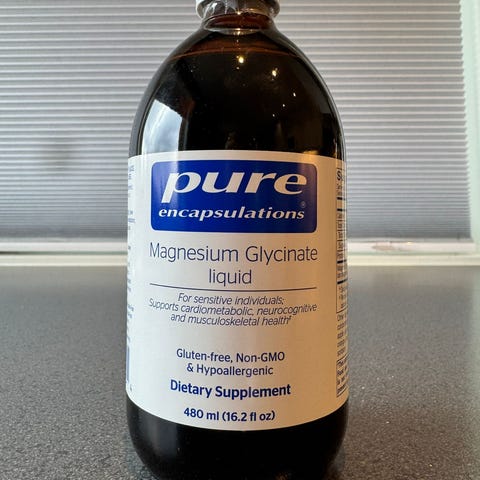 pure
encapsulations®
Magnesium Glycinate
liquid
For sensitive individuals;
Supports cardiometabolic, neurocognitive
and musculoskeletal health‡
Gluten-free, Non-GMO
& Hypoallergenic
Dietary Supplement
480 ml (16.2 fl oz)